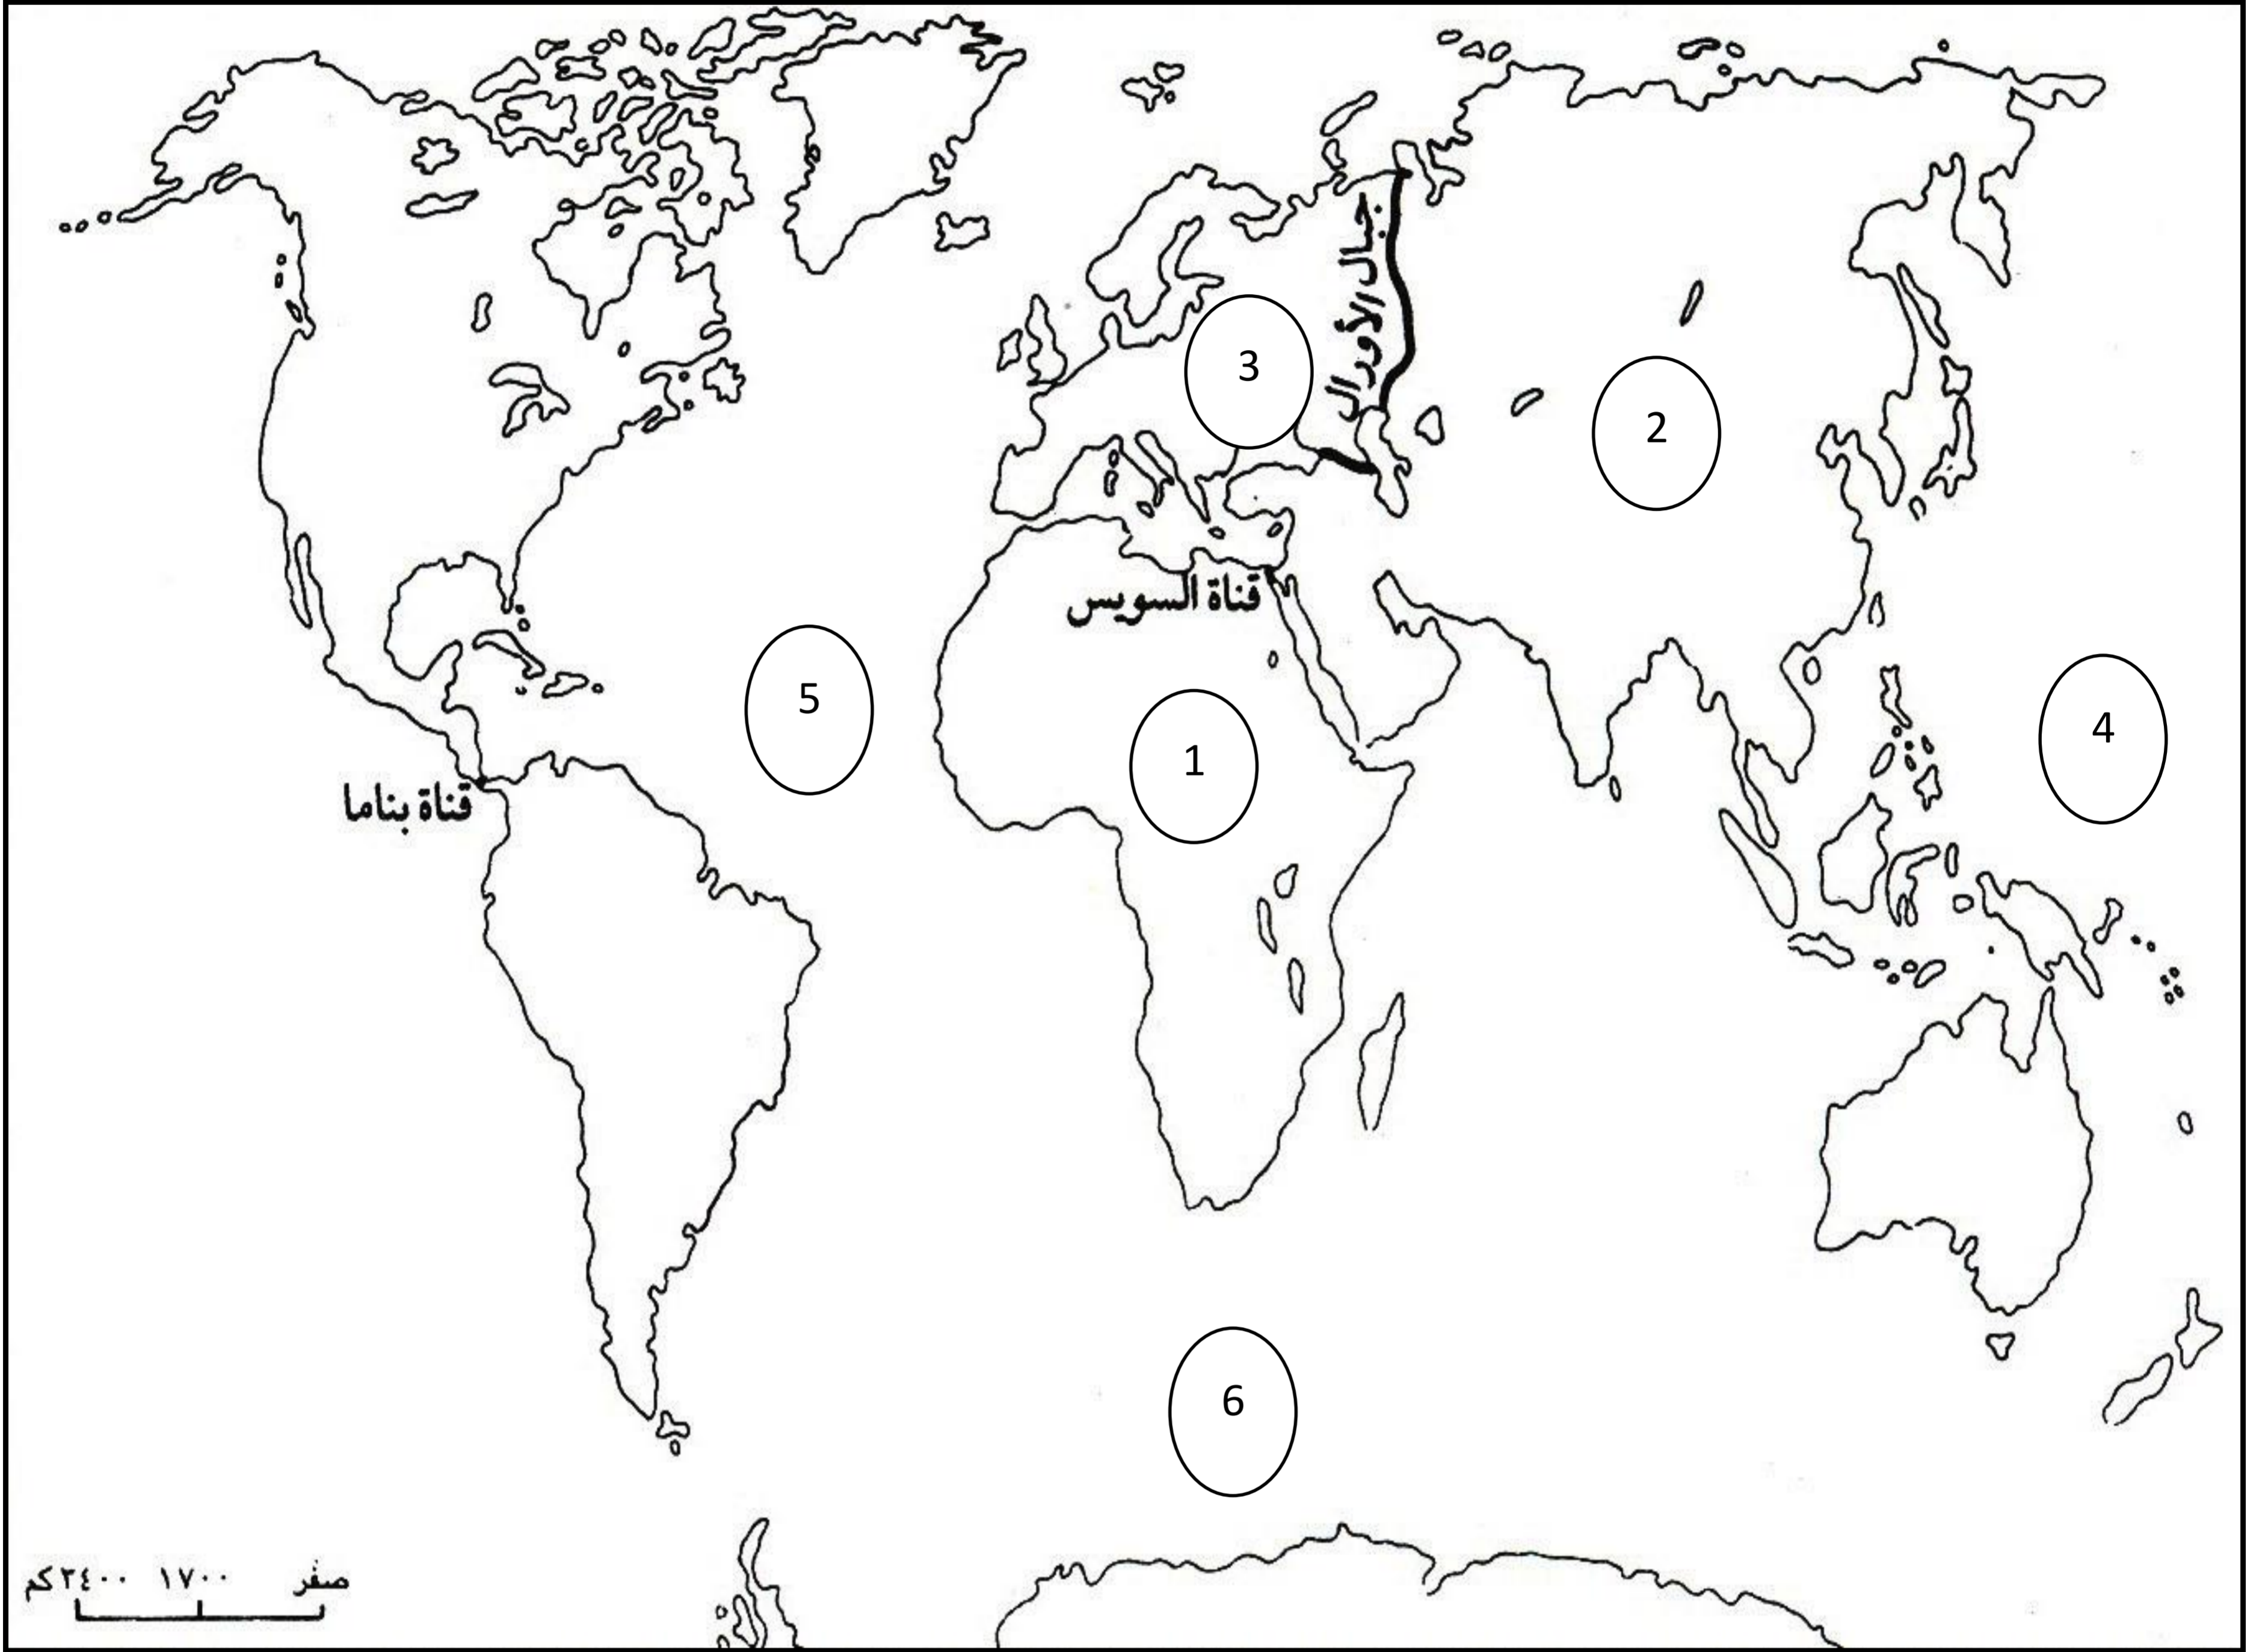 جبال الأورال
3
2
قناة السويس
5
1
4
قناة بناما
6
صفر ١٧٠٠ ٣٤٠٠كم